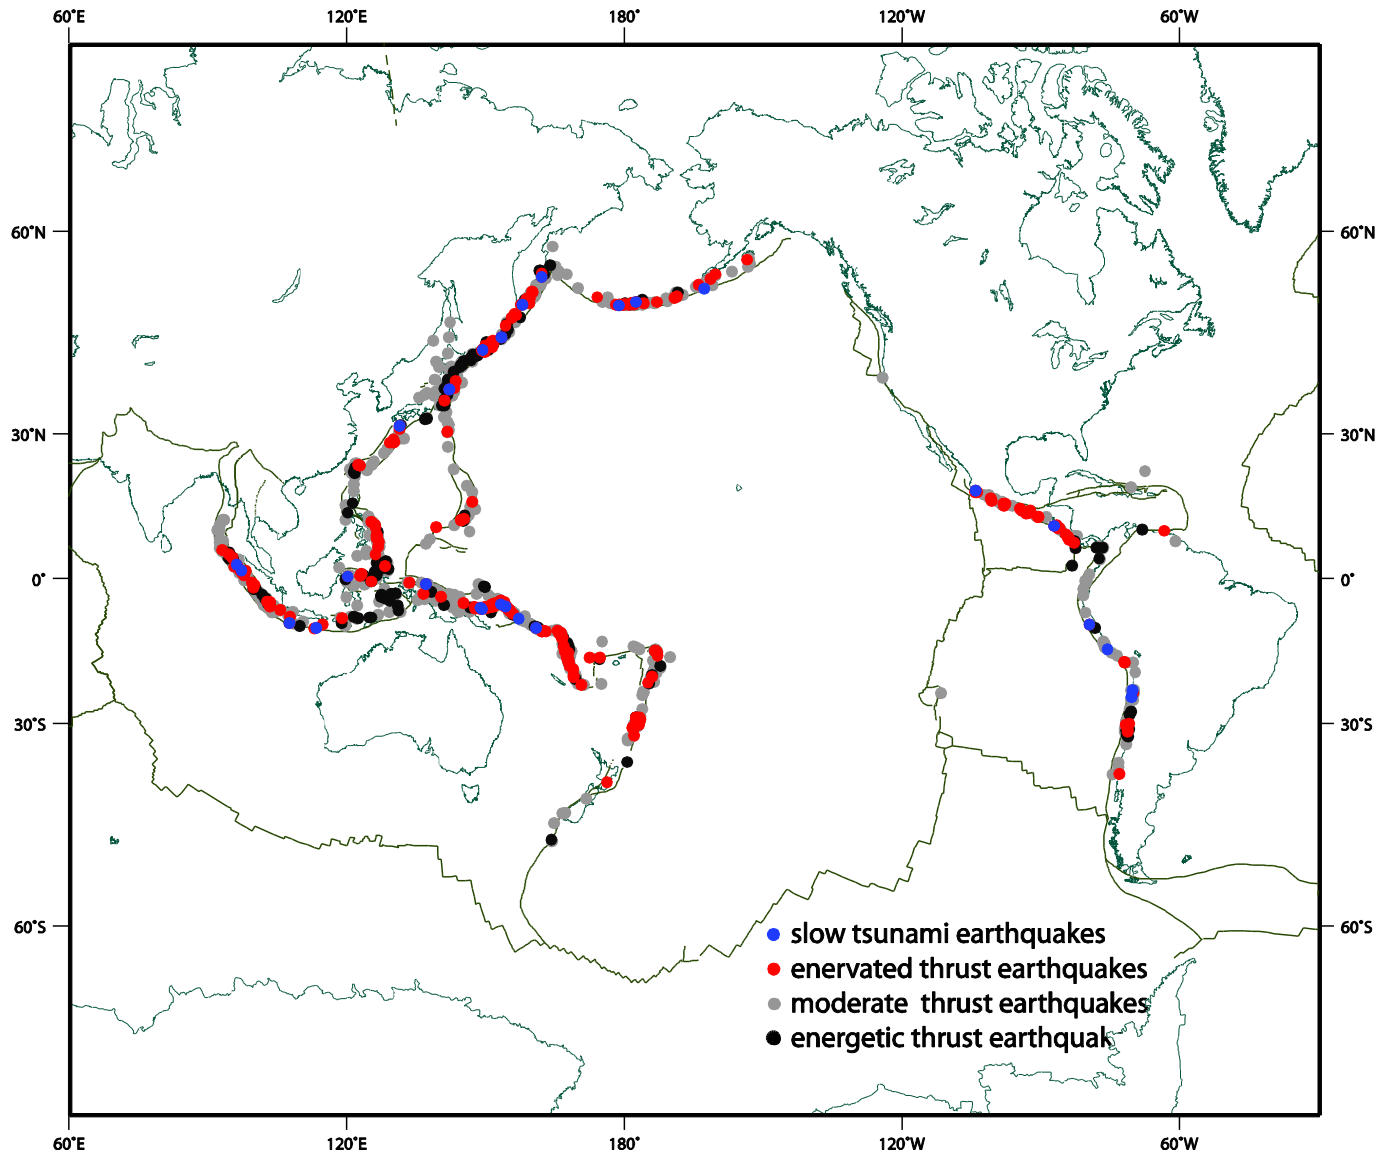 60˚E 120˚E 180˚ 120˚W 60˚W
60˚N 60˚N
30˚N 30˚N
0˚ 0˚
30˚S 30˚S
60˚S 60˚S
slow tsunami earthquakes
enervated thrust earthquakes
moderate thrust earthquakes
energetic thrust earthquak
60˚E 120˚E 180˚ 120˚W 60˚W